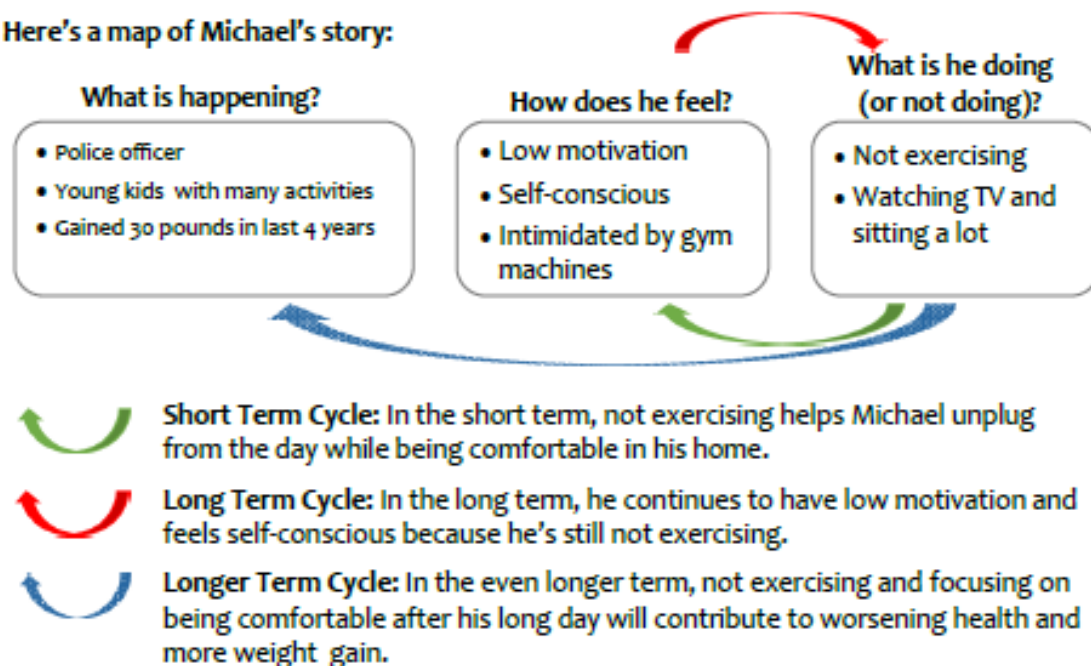 Here's a map of Michael's story:
What is happening?
• Police officer
• Young kids with many activities
• Gained 30 pounds in last 4 years
How does he feel?
• Low motivation
• Self-conscious
• Intimidated by gym
machines
What is he doing
(or not doing)?
• Not exercising
• Watching TV and
sitting a lot
Short Term Cycle: In the short term, not exercising helps Michael unplug
from the day while being comfortable in his home.
Long Term Cycle: In the long term, he continues to have low motivation and
feels self-conscious because he's still not exercising.
Longer Term Cycle: In the even longer term, not exercising and focusing on
being comfortable after his long day will contribute to worsening health and
more weight gain.